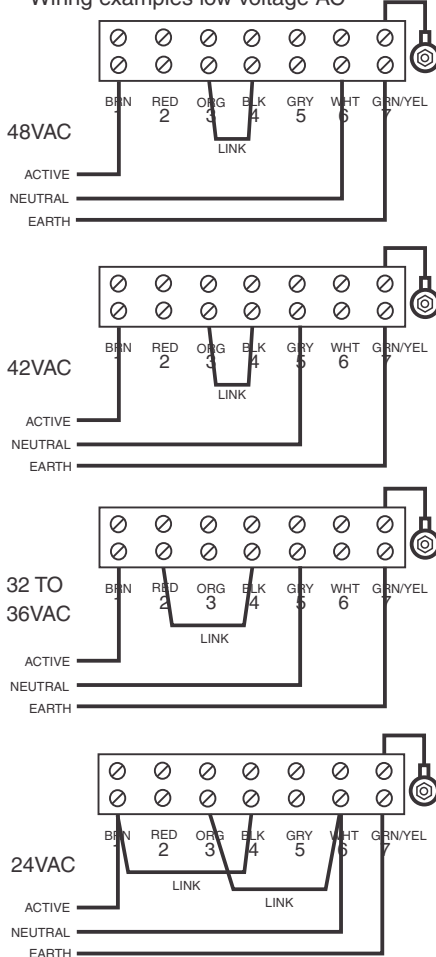 Wiring examples low voltage AC
BRN RED ORG BLK GRY WHT GRN/YEL
1 2 3 4 5 6 7
48VAC
LINK
ACTIVE
NEUTRAL
EARTH
BRN RED ORG BLK GRY WHT GRN/YEL
1 2 3 4 5 6 7
42VAC
LINK
ACTIVE
NEUTRAL
EARTH
BRN RED ORG BLK GRY WHT GRN/YEL
1 2 3 4 5 6 7
32 TO
36VAC
LINK
ACTIVE
NEUTRAL
EARTH
BRN RED ORG BLK GRY WHT GRN/YEL
1 2 3 4 5 6 7
24VAC
LINK
LINK
ACTIVE
NEUTRAL
EARTH